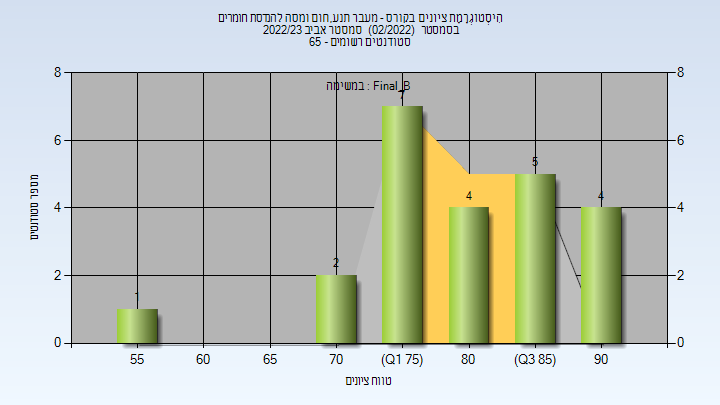 הִיסְטוֹגְרָמַת ציונים בקורס - מעבר תנע,חום ומסה להנדסת חומרים
בסמסטר (02/2022) סמסטר אביב 2022/23
סטודנטים רשומים - 65
במשימה : Final_B
8 8
7
6 6
5
4 4
4 4
2 2
2
1
0 0
55 60 65 70 (Q1 75) 80 (Q3 85) 90
מספר סטודנטים
טווח ציונים